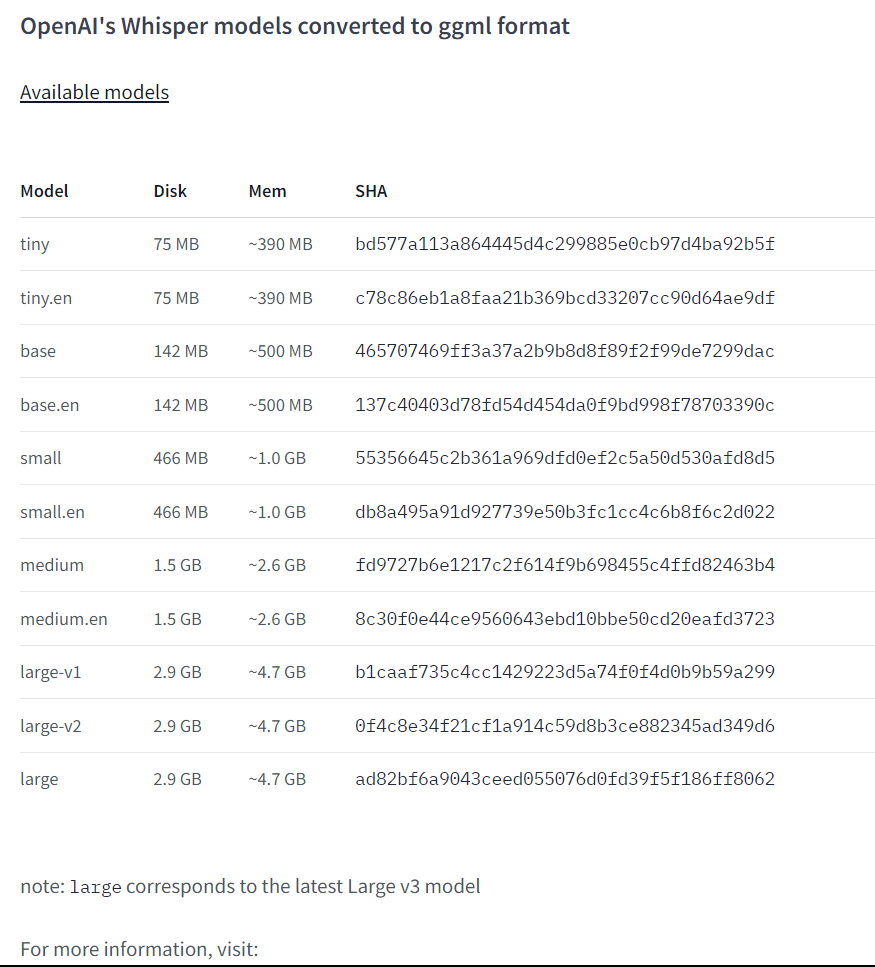 OpenAI's Whisper models converted to ggml format
Available models
Model Disk Mem SHA
tiny 75 MB ~390 MB bd577a113a864445d4c299885e0cb97d4ba92b5f
tiny.en 75 MB ~390 MB c78c86eb1a8faa21b369bcd33207cc90d64ae9df
base 142 MB ~500 MB 465707469ff3a37a2b9b8d8f89f2f99de7299dac
base.en 142 MB ~500 MB 137c40403d78fd54d454da0f9bd998f78703390c
small 466 MB ~1.0 GB 55356645c2b361a969dfd0ef2c5a50d530afd8d5
small.en 466 MB ~1.0 GB db8a495a91d927739e50b3fc1cc4c6b8f6c2d022
medium 1.5 GB ~2.6 GB fd9727b6e1217c2f614f9b698455c4ffd82463b4
medium.en 1.5 GB ~2.6 GB 8c30f0e44ce9560643ebd10bbe50cd20eafd3723
large-v1 2.9 GB ~4.7 GB b1caaf735c4cc1429223d5a74f0f4d0b9b59a299
large-v2 2.9 GB ~4.7 GB 0f4c8e34f21cf1a914c59d8b3ce882345ad349d6
large 2.9 GB ~4.7 GB ad82bf6a9043ceed055076d0fd39f5f186ff8062
note: large corresponds to the latest Large v3 model
For more information, visit: